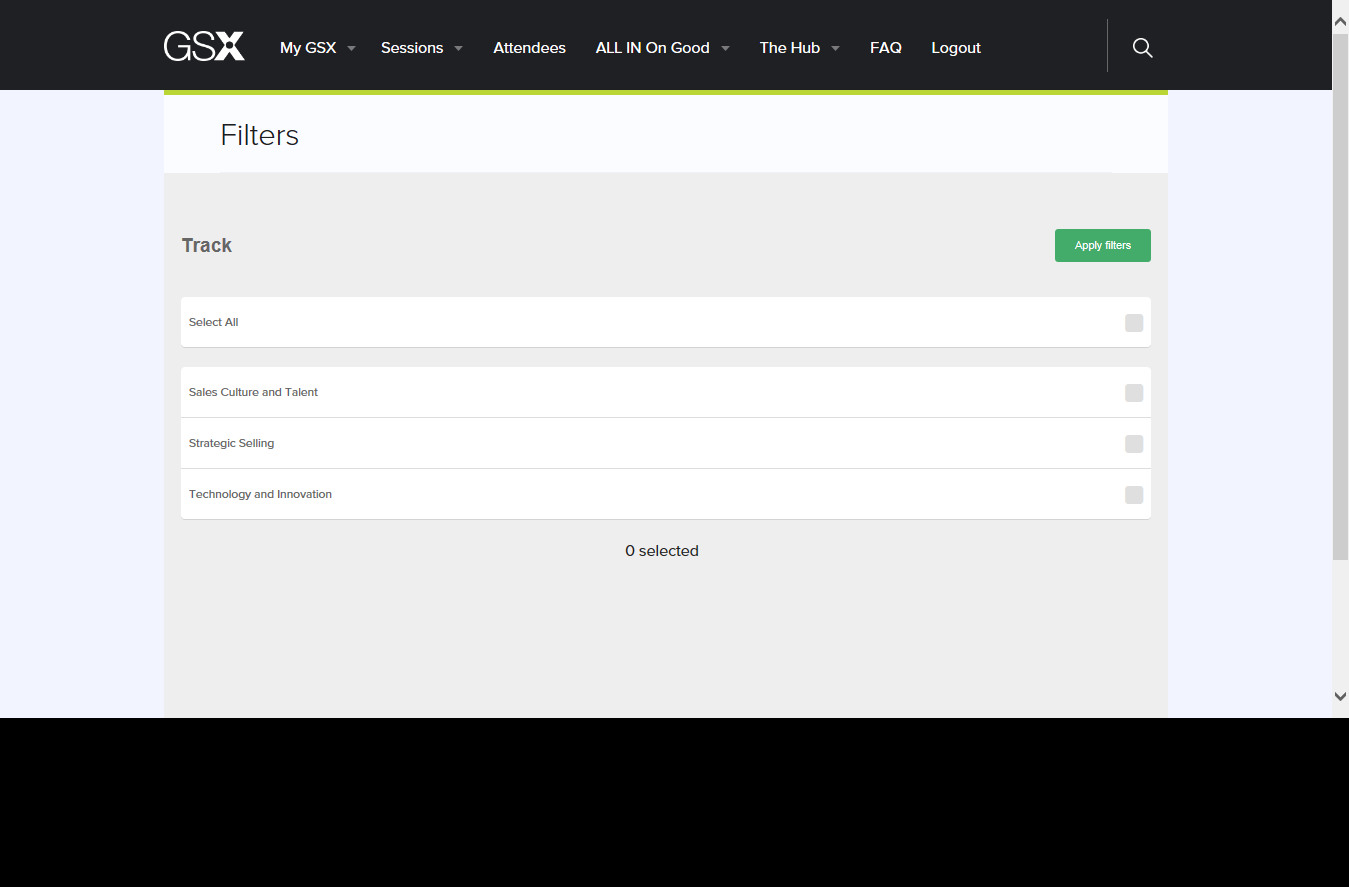 GSX My GSX Sessions Attendees ALL IN On Good The Hub FAQ Logout
Filters
Track Apply filters
Select All
Sales Culture and Talent
Strategic Selling
Technology and Innovation
0 selected